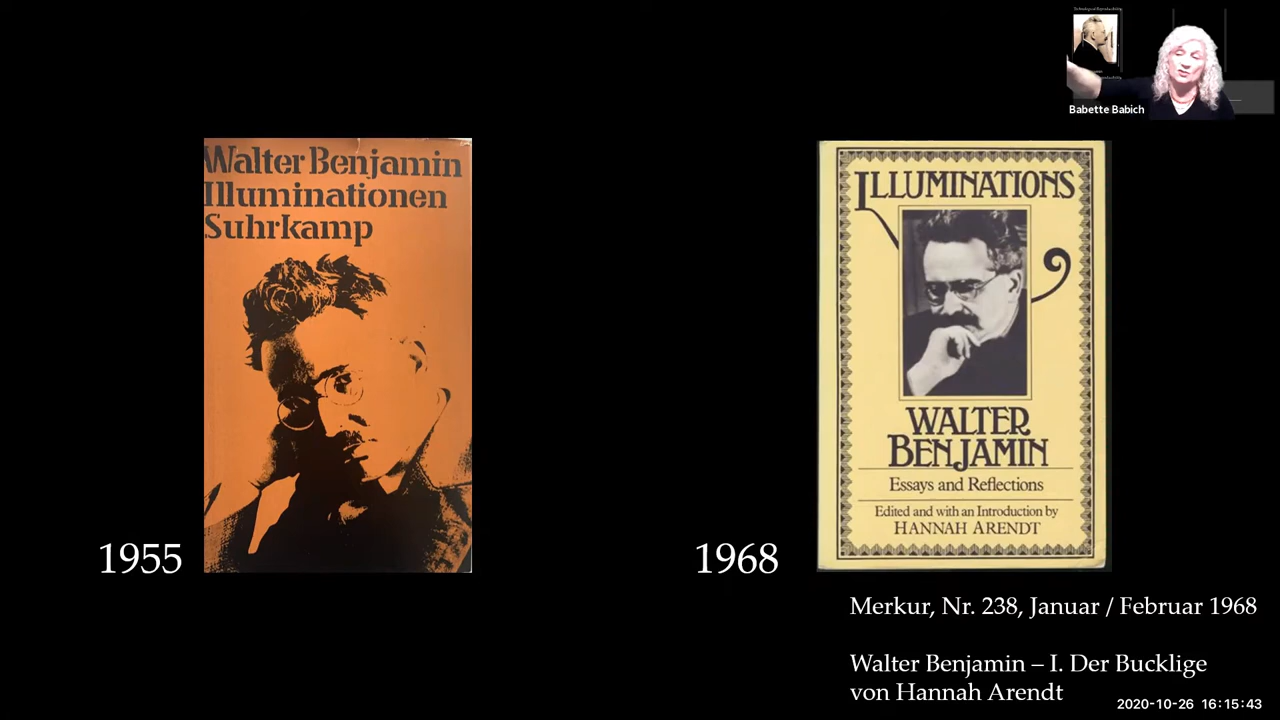 Babette Babich
Walter Benjamin
Illuminationen
Suhrkamp
1955
ILLUMINATIONS
WALTER
BENJAMIN
Essays and Reflections
Edited and with an Introduction by
HANNAH ARENDT
1968
Merkur, Nr. 238, Januar / Februar 1968
Walter Benjamin – I. Der Bucklige
von Hannah Arendt
2020-10-26 16:15:43